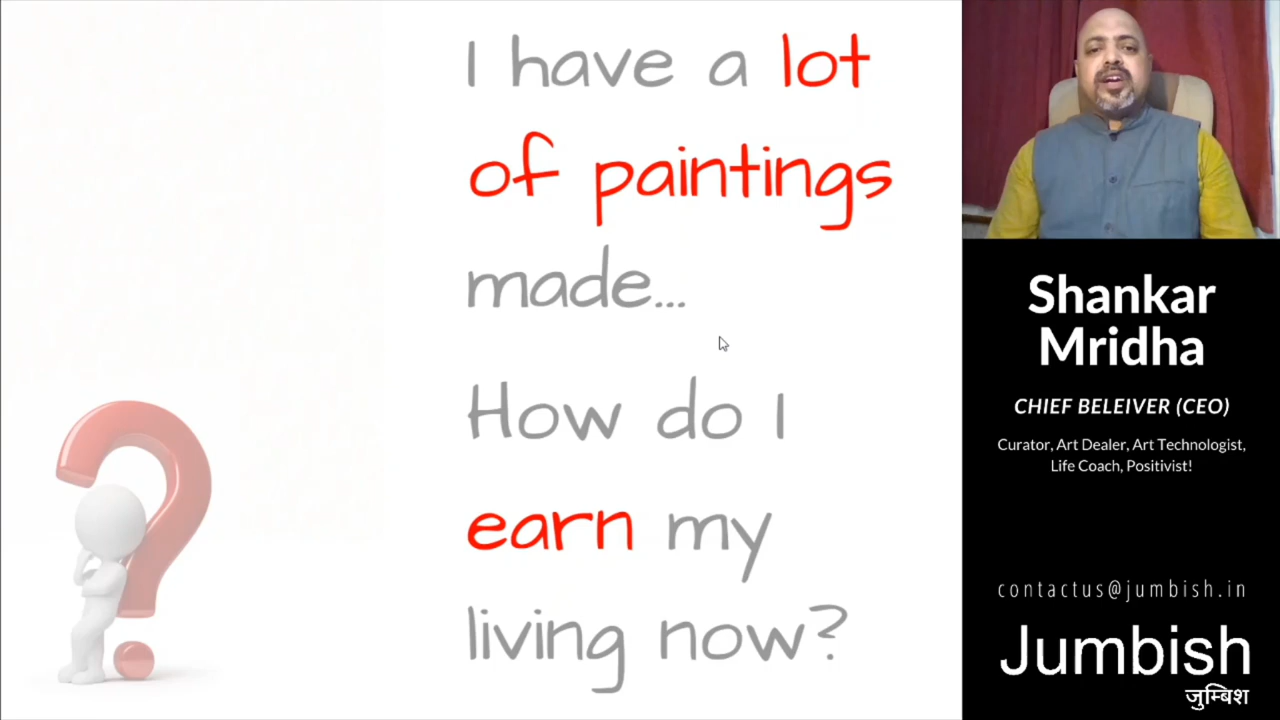 I have a lot
of paintings
made...
How do I
earn my
living now?
Shankar
Mridha
CHIEF BELEIVER (CEO)
Curator, Art Dealer, Art Technologist,
Life Coach, Positivist!
contactus@jumbish.in
Jumbish
जुम्बिश